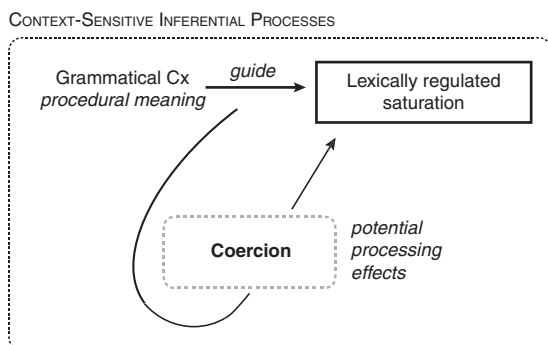 CONTEXT-SENSITIVE INFERENTIAL PROCESSES
Grammatical Cx
procedural meaning
guide
Lexically regulated
saturation
Coercion
potential
processing
effects